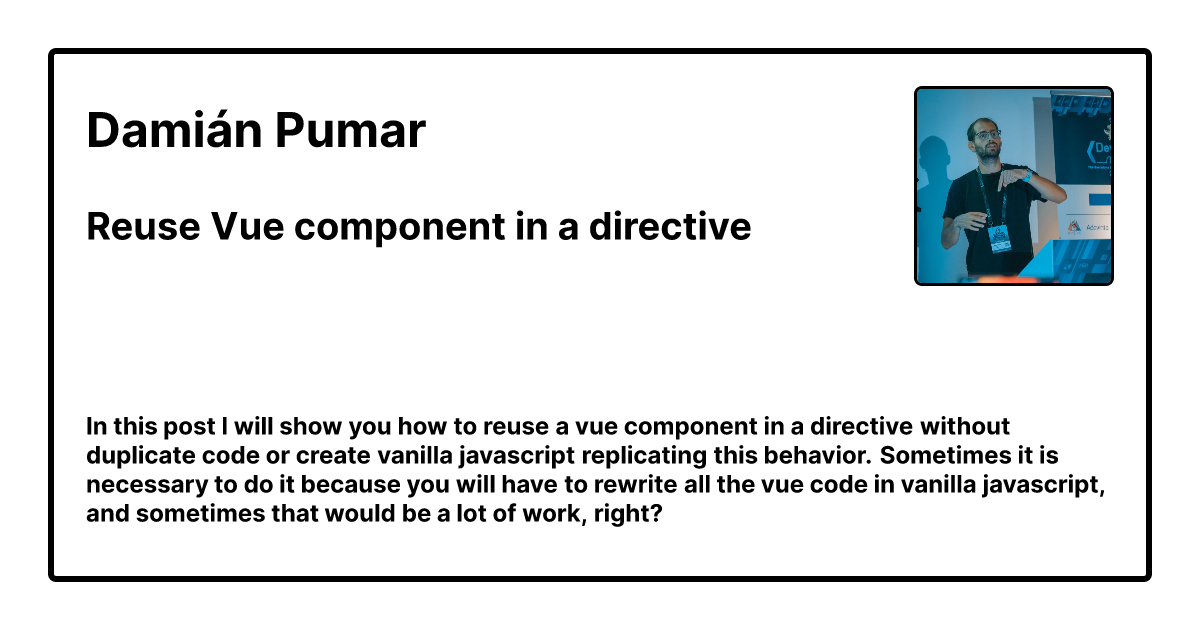 Damián Pumar
Reuse Vue component in a directive
In this post I will show you how to reuse a vue component in a directive without
duplicate code or create vanilla javascript replicating this behavior. Sometimes it is
necessary to do it because you will have to rewrite all the vue code in vanilla javascript,
and sometimes that would be a lot of work, right?